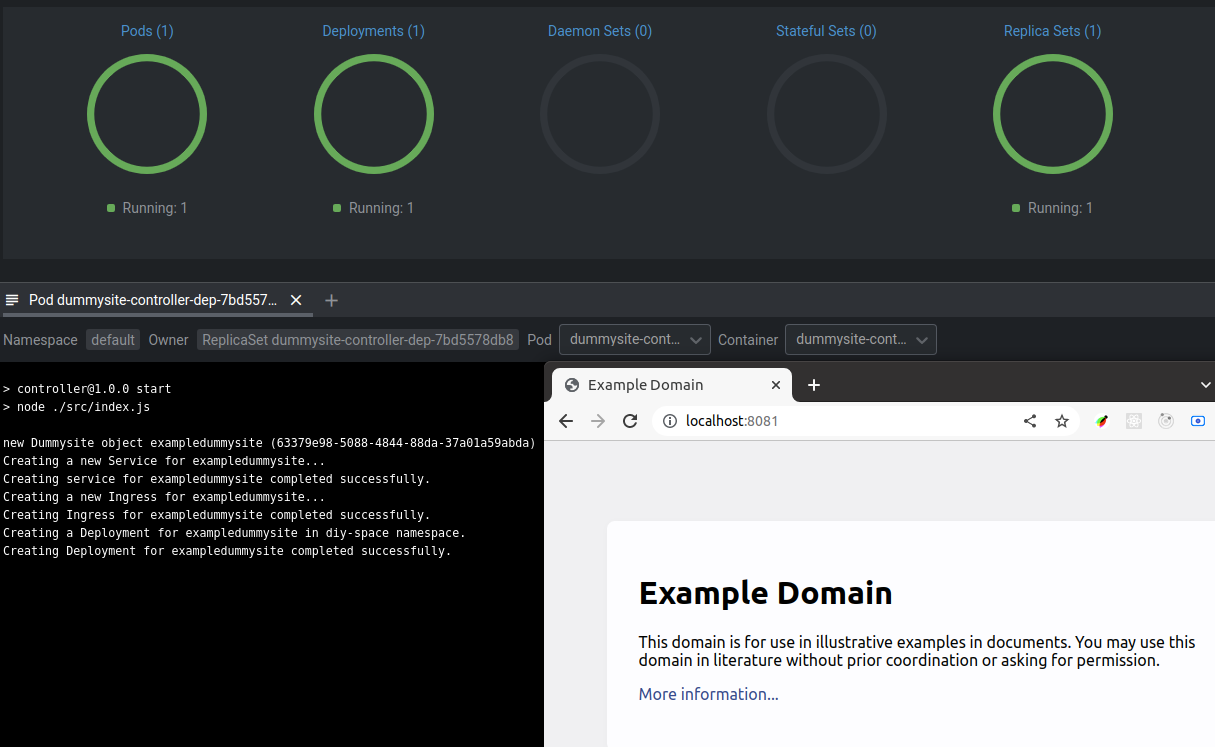 Pods (1)
Deployments (1)
Daemon Sets (0)
Stateful Sets (0)
Replica Sets (1)
Running: 1
Running: 1
Running: 1
Pod dummysite-controller-dep-7bd557...
Namespace default Owner ReplicaSet dummysite-controller-dep-7bd5578db8 Pod dummysite-cont... Container dummysite-cont...
> controller@1.0.0 start
> node ./src/index.js
new Dummysite object exampledummysite (63379e98-5088-4844-88da-37a01a59abda)
Creating a new Service for exampledummysite...
Creating service for exampledummysite completed successfully.
Creating a new Ingress for exampledummysite...
Creating Ingress for exampledummysite completed successfully.
Creating a Deployment for exampledummysite in diy-space namespace.
Creating Deployment for exampledummysite completed successfully.
Example Domain
localhost:8081
Example Domain
This domain is for use in illustrative examples in documents. You may use this
domain in literature without prior coordination or asking for permission.
More information...